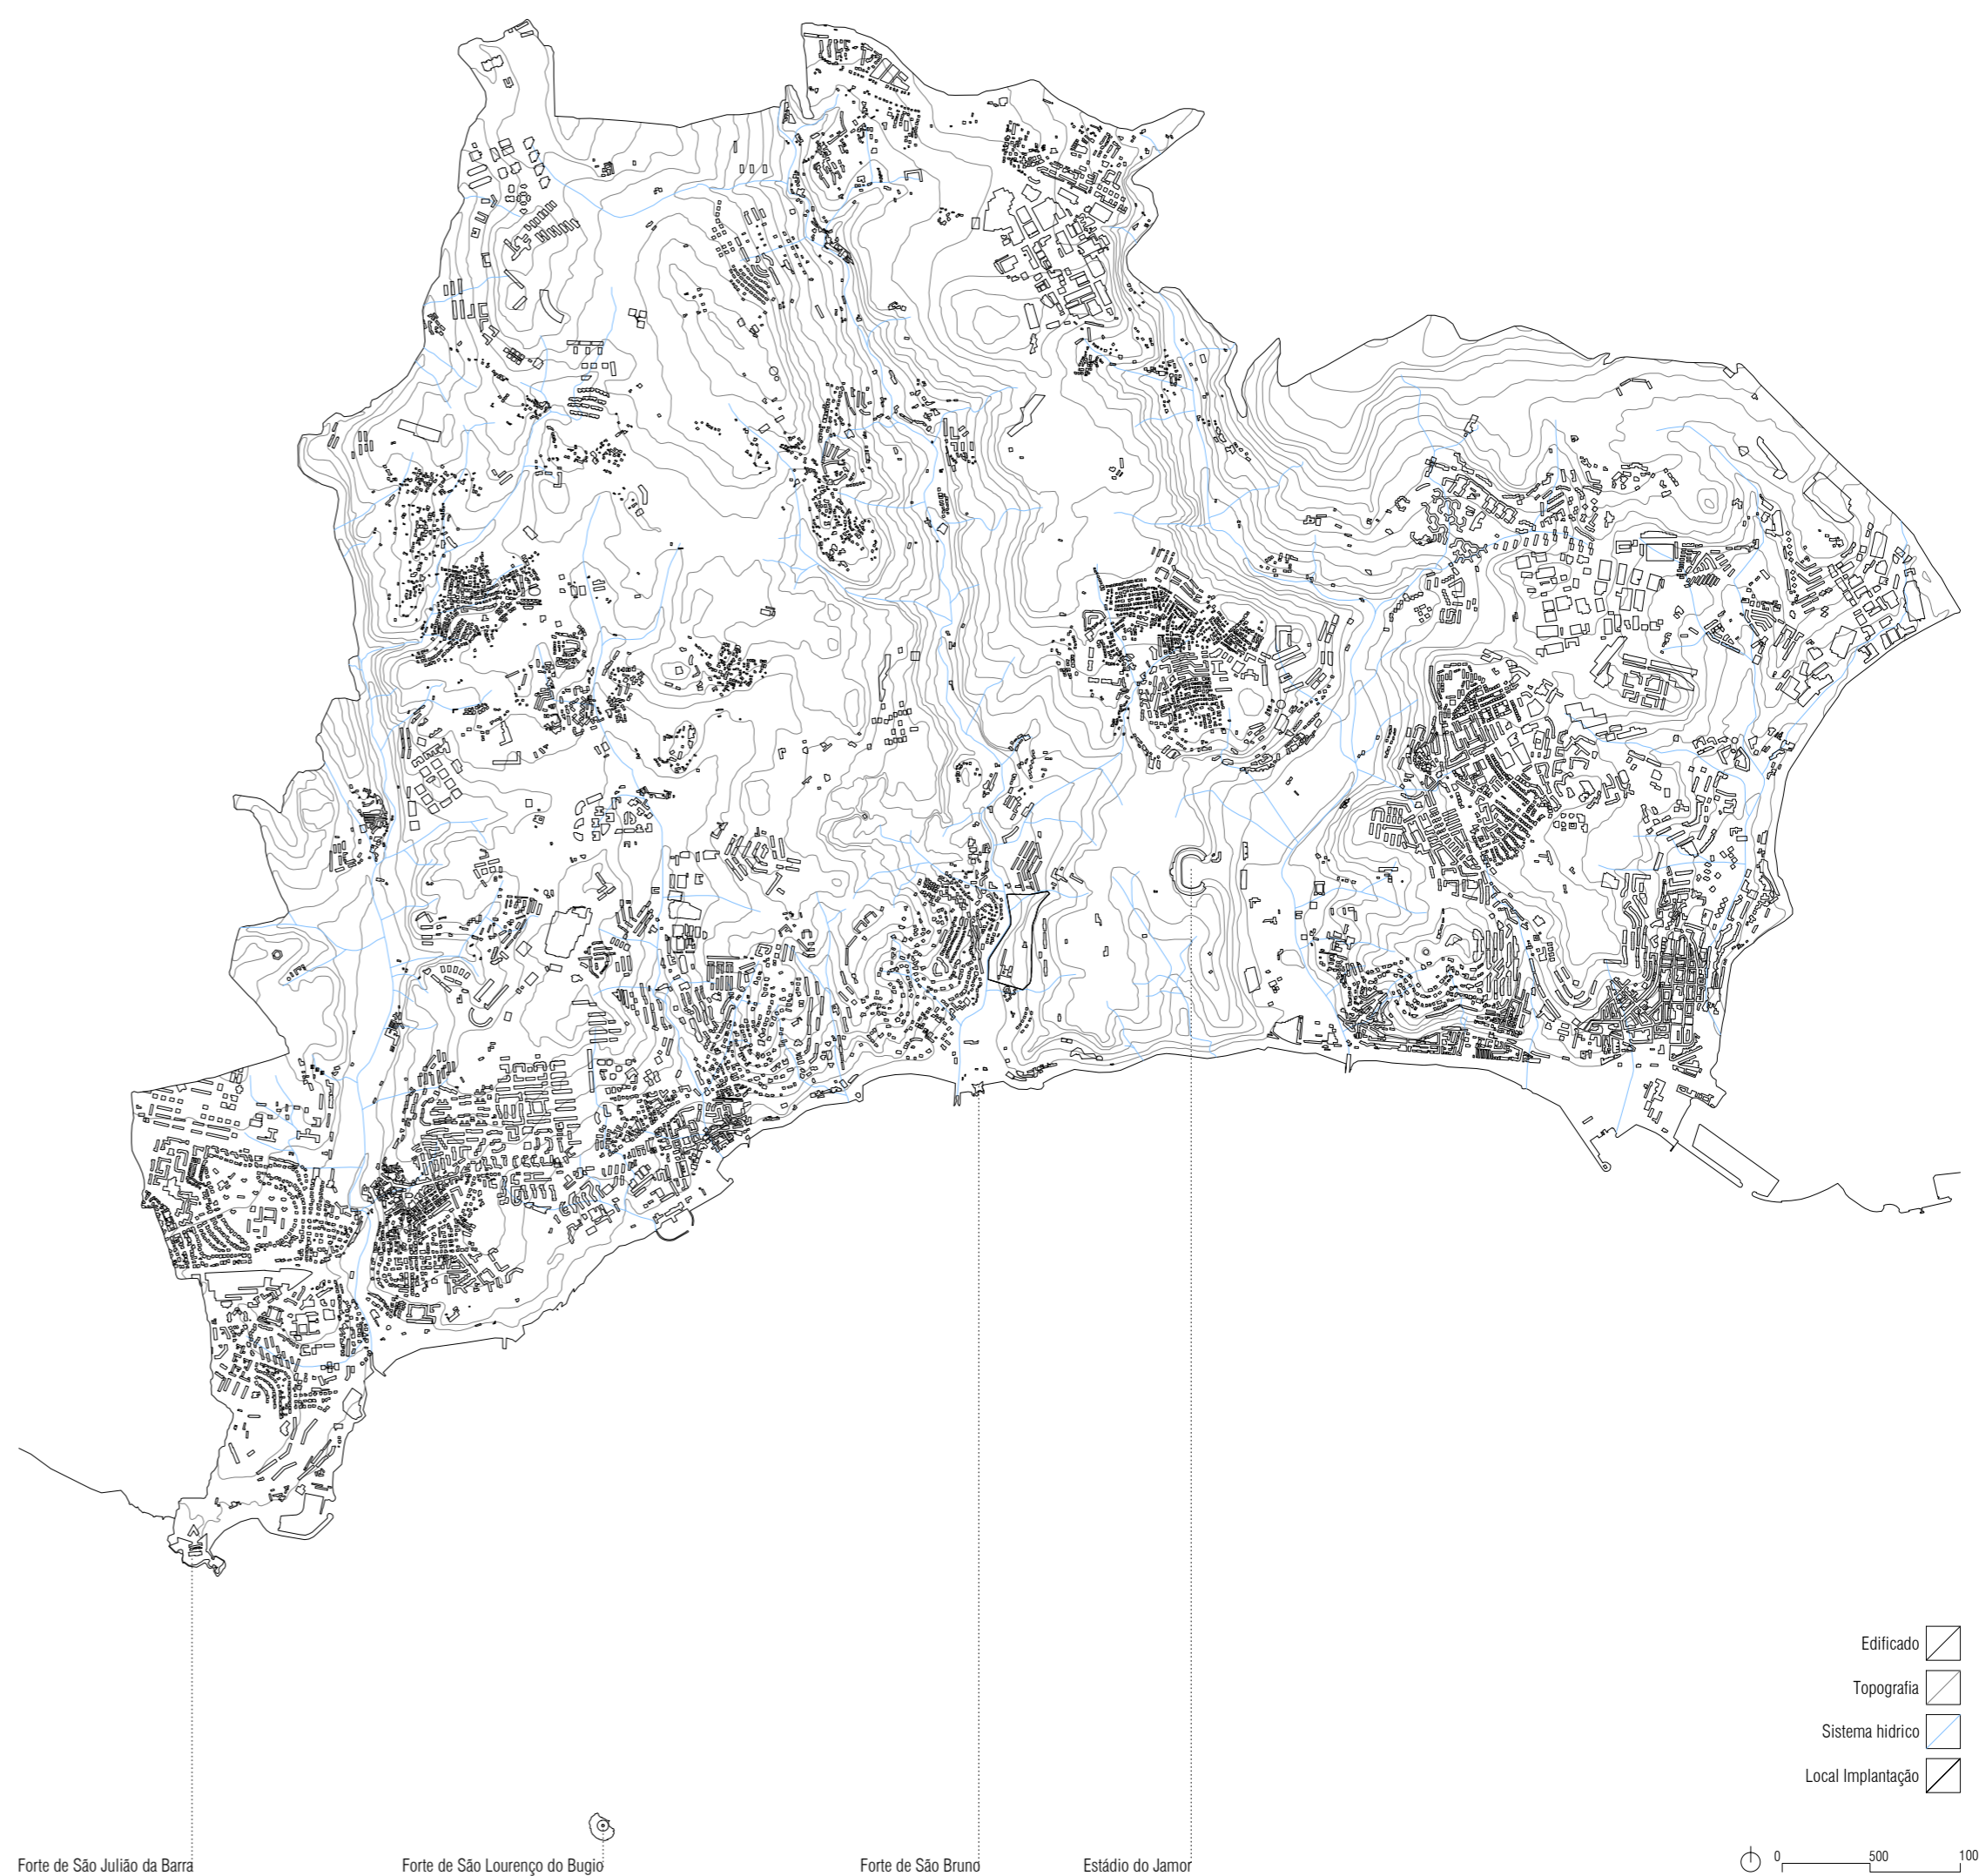 Edificado
Topografia
Sistema hidrico
Local Implantação
Forte de São Julião da Barra
Forte de São Lourenço do Bugio
Forte de São Bruno
Estádio do Jamor
0 500 100